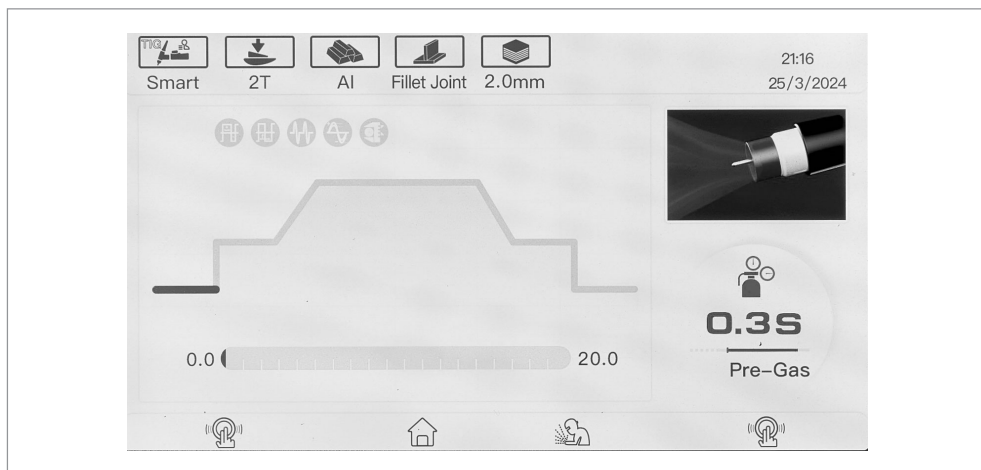 TIG
Smart 2T Al Fillet Joint 2.0mm
21:16
25/3/2024
0.0 20.0
0.3S
Pre-Gas